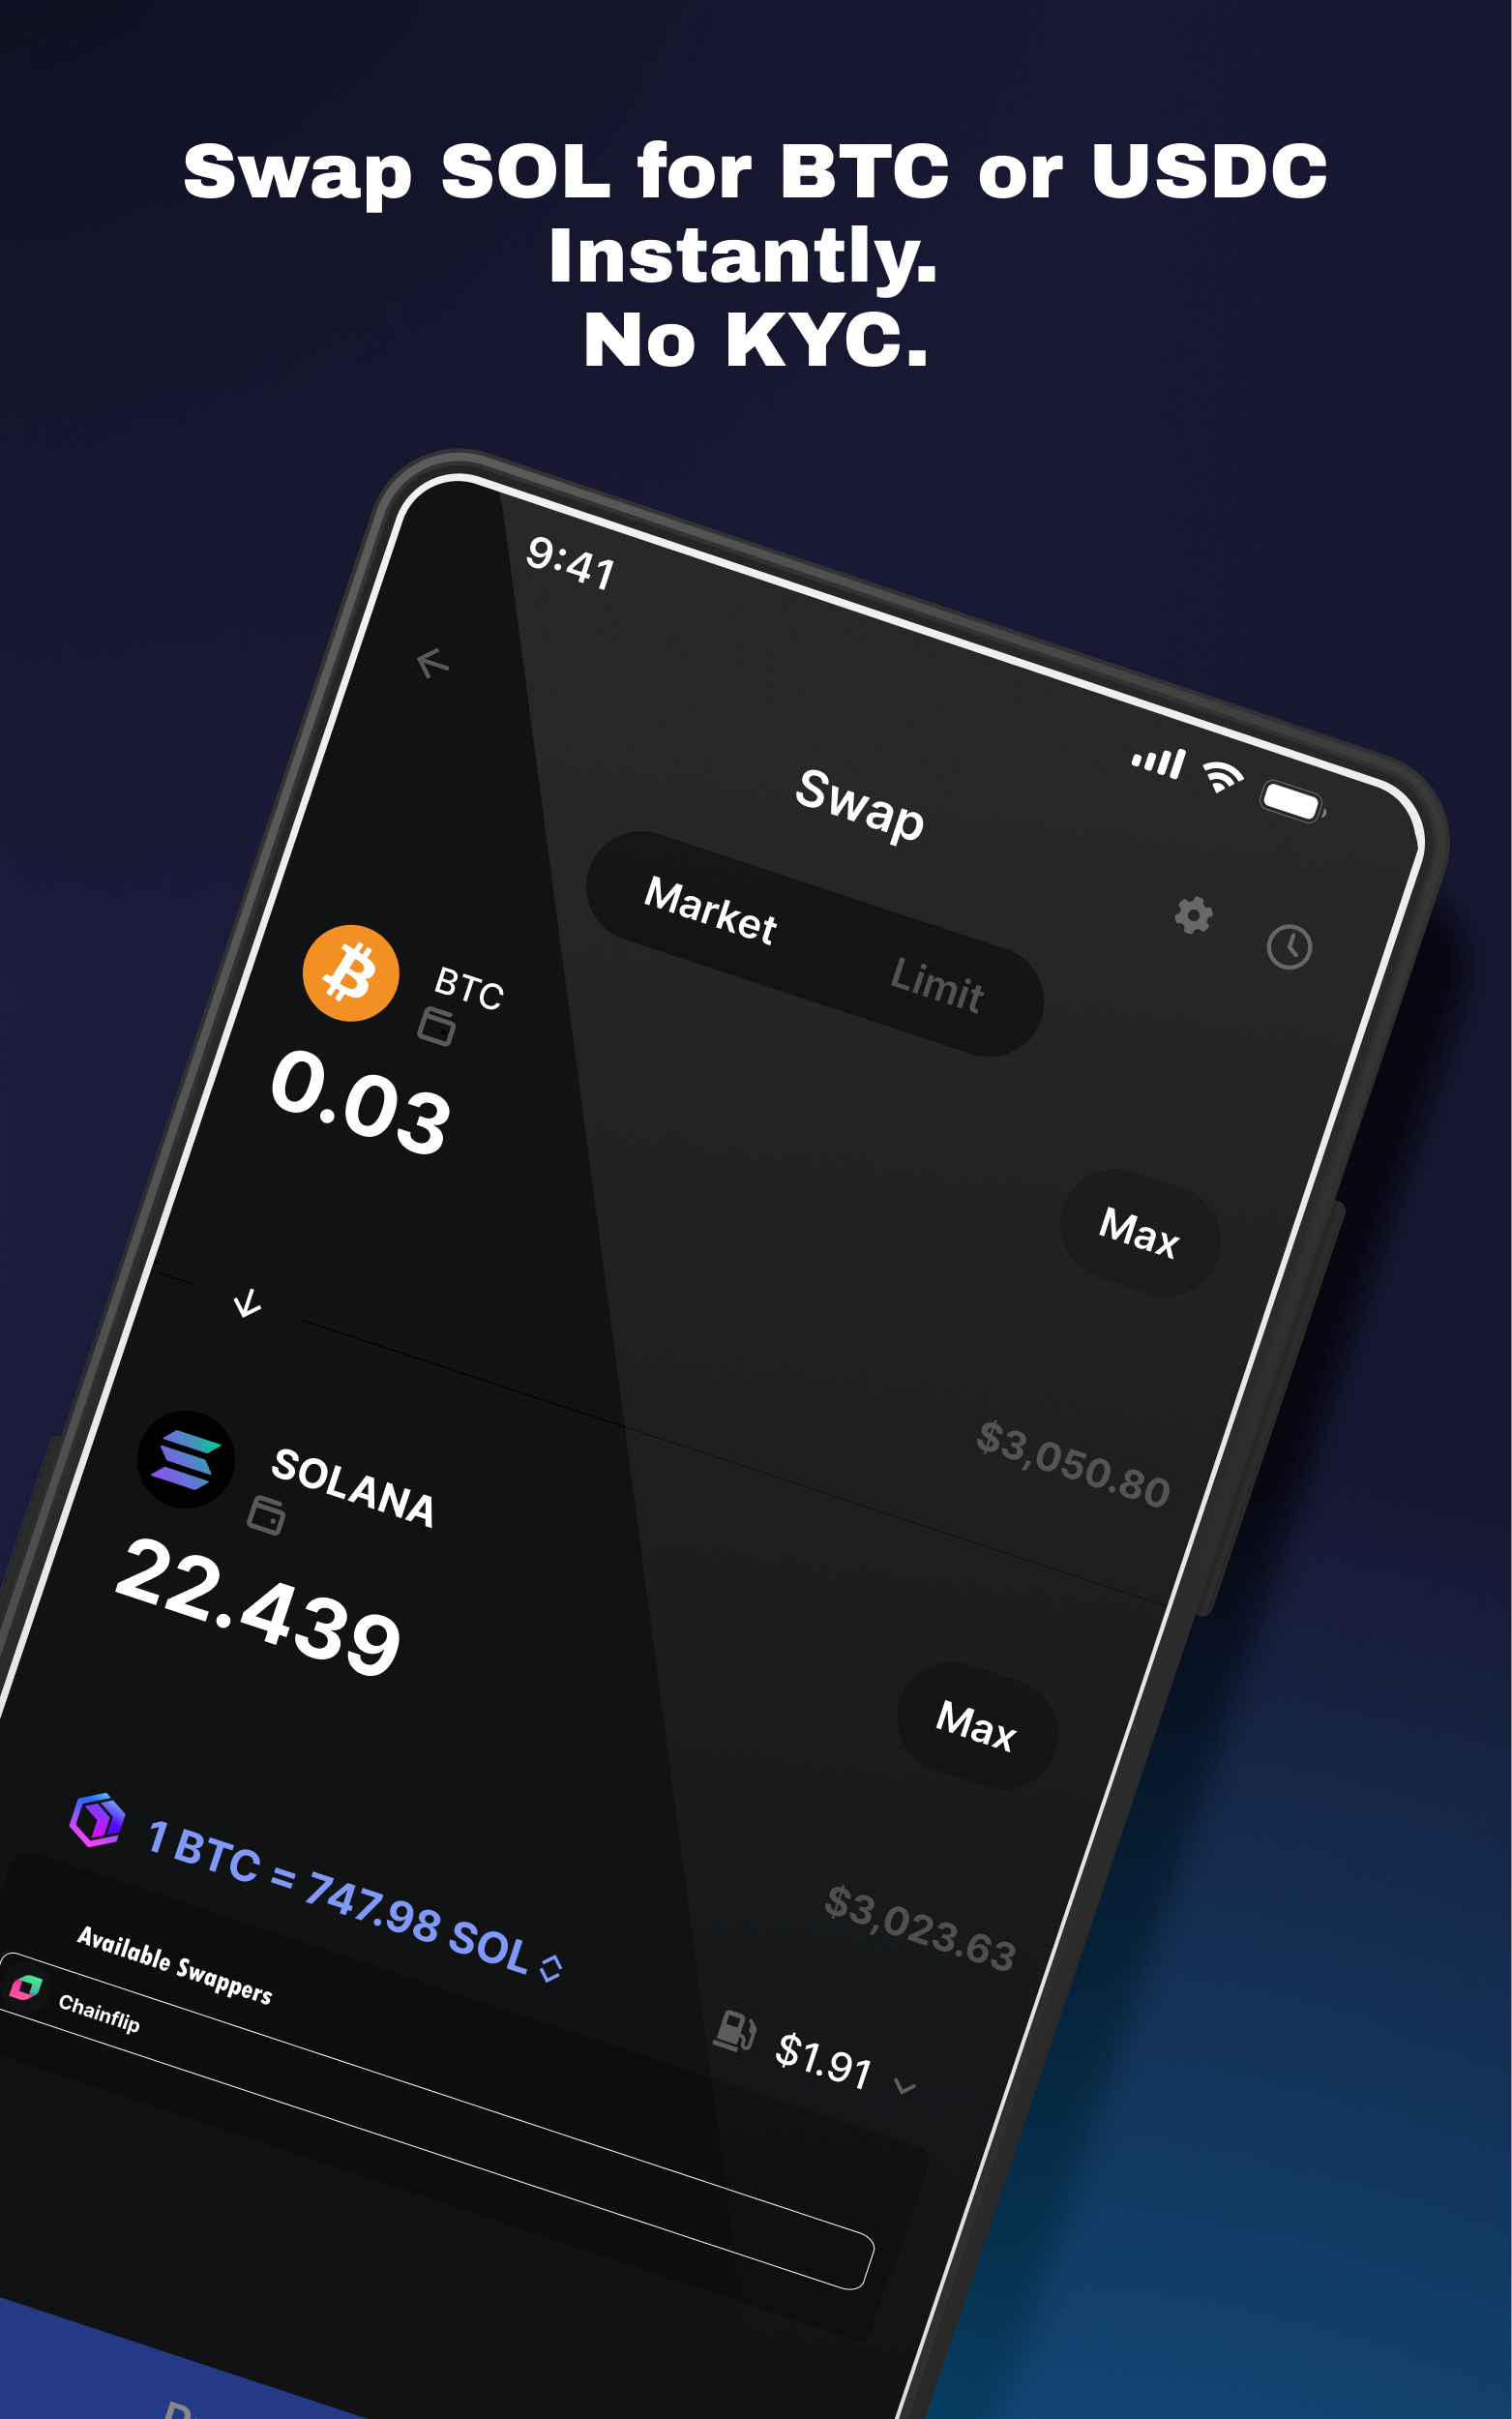 Swap SOL for BTC or USDC
Instantly.
No KYC.
9:41
Swap
Market
Limit
BTC
0.03
Max
$3,050.80
SOLANA
22.439
Max
$3,023.63
1 BTC = 747.98 SOL
$1.91
Available Swappers
Chainflip